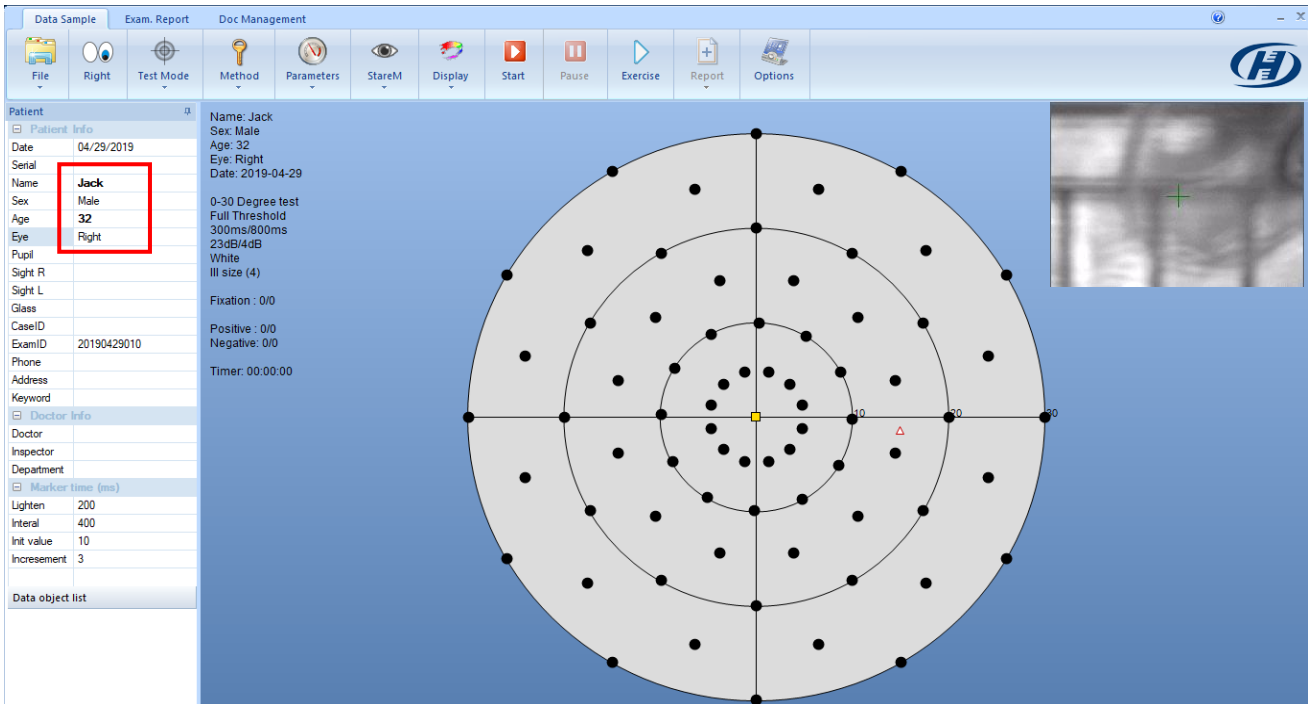 Data Sample Exam. Report Doc Management
File Right Test Mode Method Parameters StareM Display Start Pause Exercise Report Options
Patient
Patient Info
Date 04/29/2019
Serial
Name Jack
Sex Male
Age 32
Eye Right
Pupil
Sight R
Sight L
Glass
CaseID
ExamID 20190429010
Phone
Address
Keyword
Doctor Info
Doctor
Inspector
Department
Marker time (ms)
Lighten 200
Interal 400
Init value 10
Incresement 3
Data object list
Name: Jack
Sex: Male
Age: 32
Eye: Right
Date: 2019-04-29
0-30 Degree test
Full Threshold
300ms/800ms
23dB/4dB
White
III size (4)
Fixation : 0/0
Positive : 0/0
Negative: 0/0
Timer: 00:00:00
10 20 30